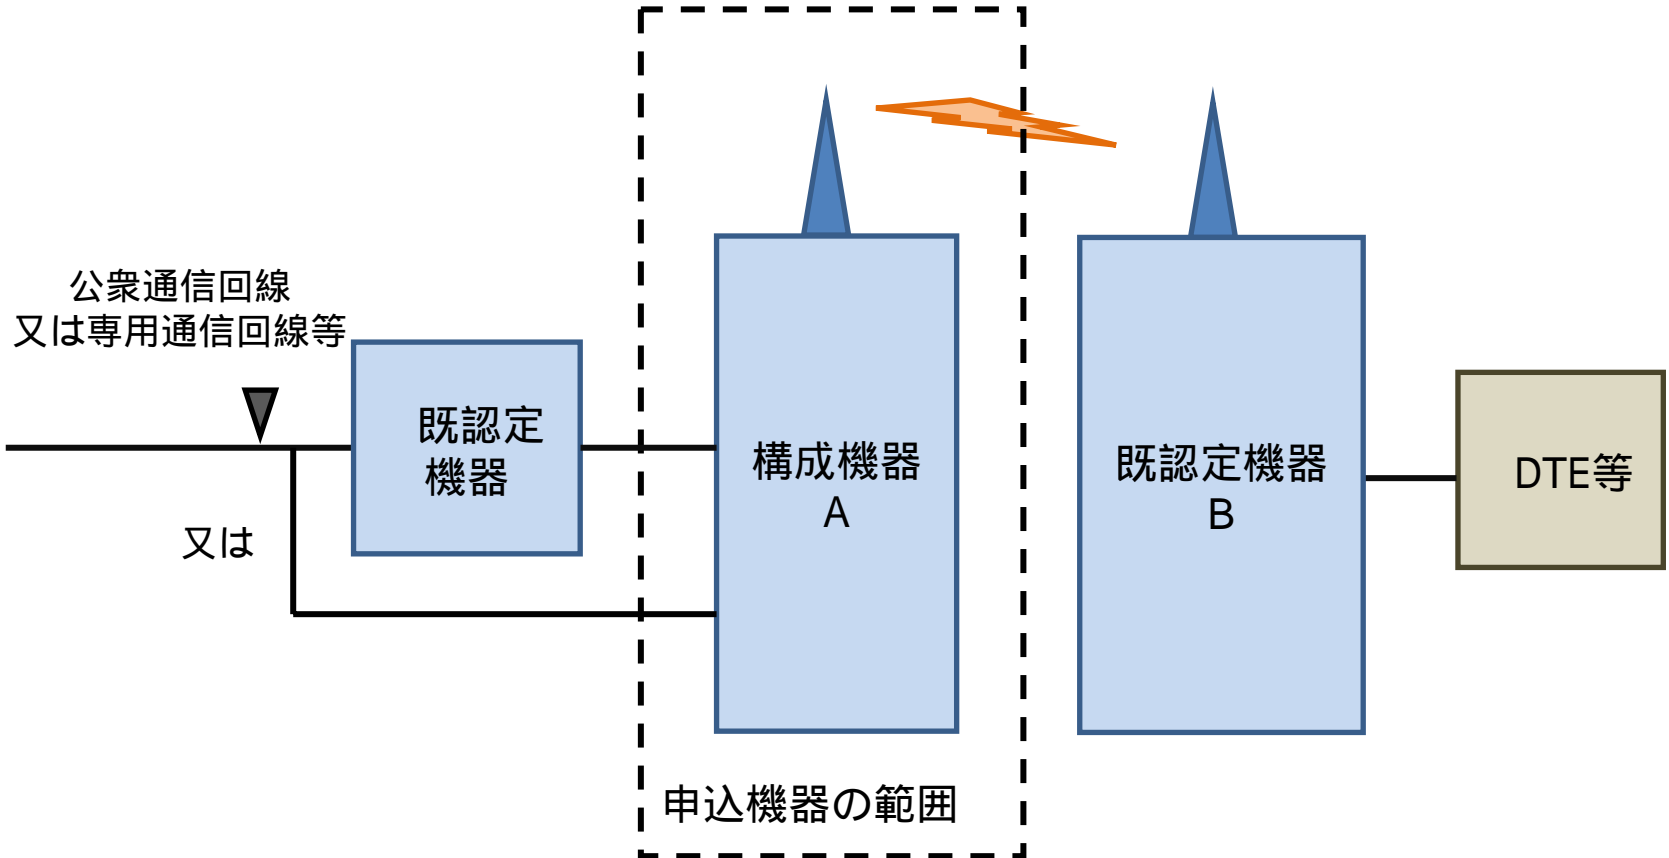 公衆通信回線
又は専用通信回線等
既認定
機器
又は
構成機器
A
申込機器の範囲
既認定機器
B
DTE等